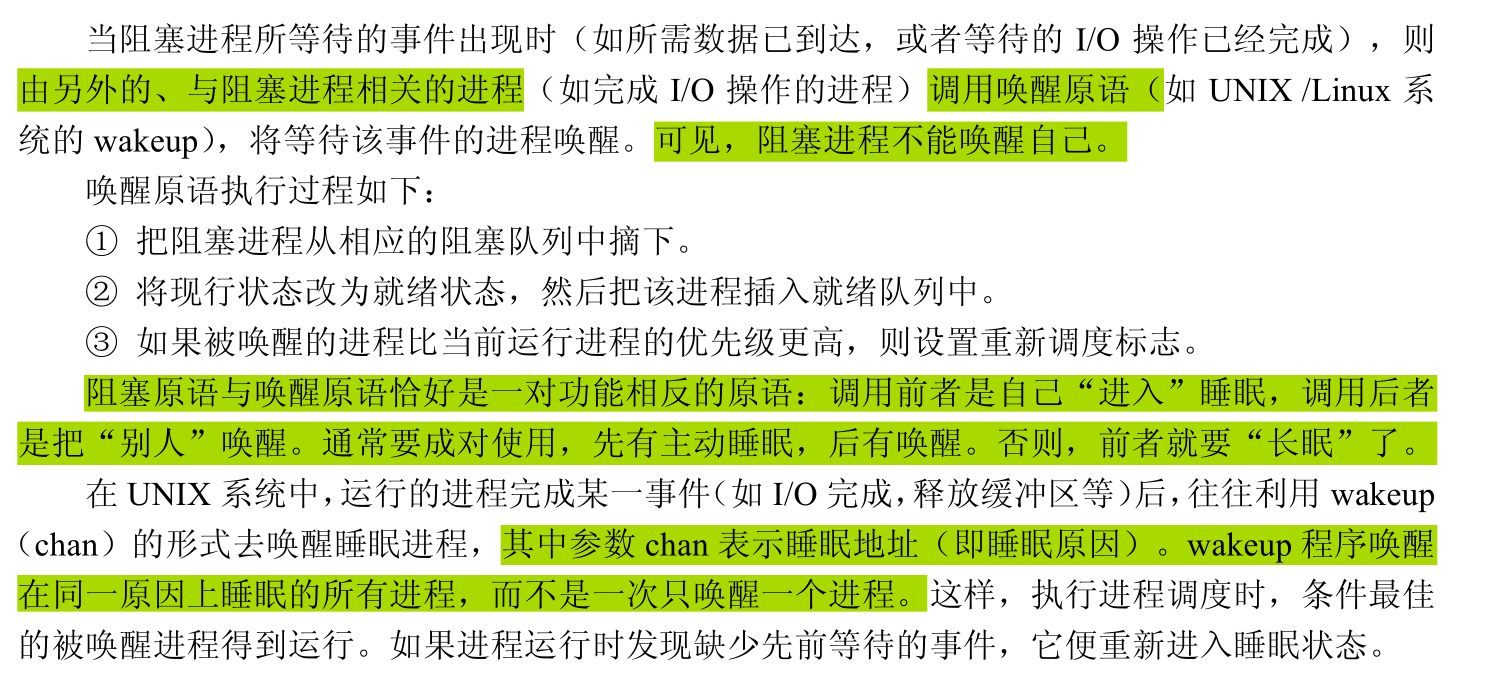 当阻塞进程所等待的事件出现时（如所需数据已到达，或者等待的 I/O 操作已经完成），则
由另外的、与阻塞进程相关的进程（如完成 I/O 操作的进程）调用唤醒原语（如 UNIX /Linux 系
统的 wakeup），将等待该事件的进程唤醒。可见，阻塞进程不能唤醒自己。
唤醒原语执行过程如下：
① 把阻塞进程从相应的阻塞队列中摘下。
② 将现行状态改为就绪状态，然后把该进程插入就绪队列中。
③ 如果被唤醒的进程比当前运行进程的优先级更高，则设置重新调度标志。
阻塞原语与唤醒原语恰好是一对功能相反的原语：调用前者是自己“进入”睡眠，调用后者
是把“别人”唤醒。通常要成对使用，先有主动睡眠，后有唤醒。否则，前者就要“长眠”了。
在 UNIX 系统中，运行的进程完成某一事件（如 I/O 完成，释放缓冲区等）后，往往利用 wakeup
（chan）的形式去唤醒睡眠进程，其中参数 chan 表示睡眠地址（即睡眠原因）。wakeup 程序唤醒
在同一原因上睡眠的所有进程，而不是一次只唤醒一个进程。这样，执行进程调度时，条件最佳
的被唤醒进程得到运行。如果进程运行时发现缺少先前等待的事件，它便重新进入睡眠状态。